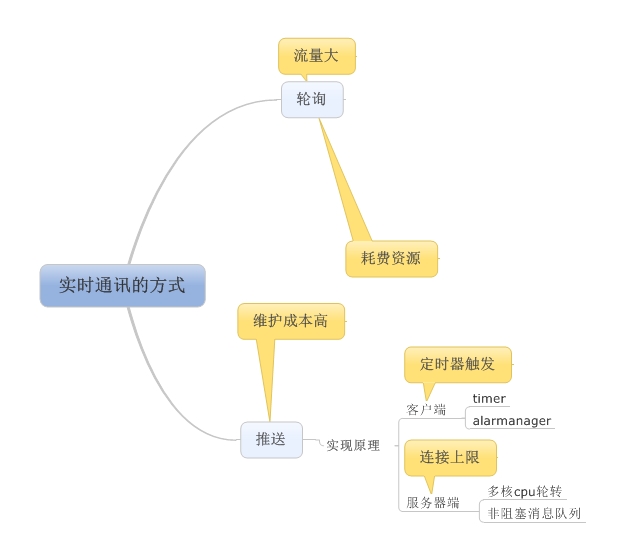 流量大
轮询
耗费资源
实时通讯的方式
维护成本高
推送
实现原理
定时器触发
客户端
timer
alarmanager
连接上限
服务器端
多核cpu轮转
非阻塞消息队列